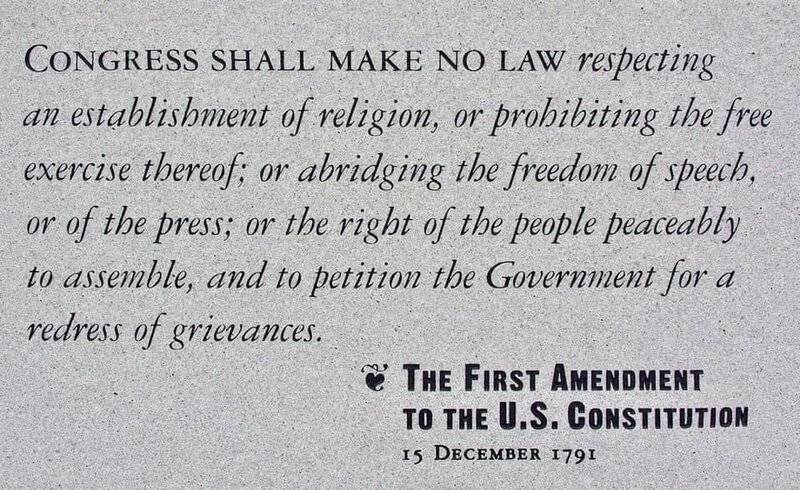 CONGRESS SHALL MAKE NO LAW respecting
an establishment of religion, or prohibiting the free
exercise thereof; or abridging the freedom of speech,
or of the press; or the right of the people peaceably
to assemble, and to petition the Government for a
redress of grievances.
❦ THE FIRST AMENDMENT
TO THE U.S. CONSTITUTION
15 DECEMBER 1791